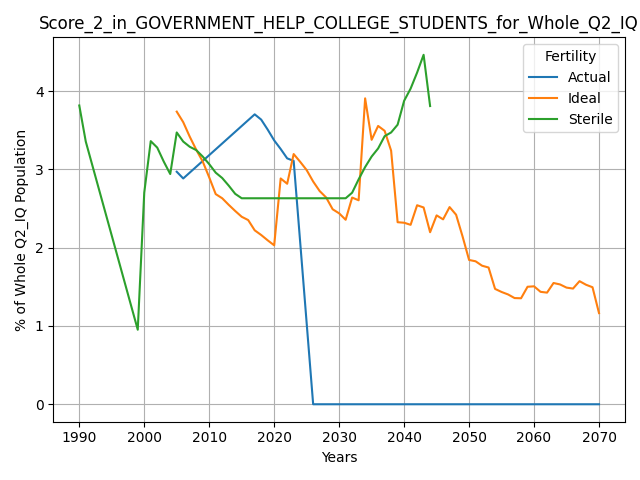 Score_2_in_GOVERNMENT_HELP_COLLEGE_STUDENTS_for_Whole_Q2_IQ
% of Whole Q2_IQ Population
4
3
2
1
0
Fertility
Actual
Ideal
Sterile
1990 2000 2010 2020 2030 2040 2050 2060 2070
Years